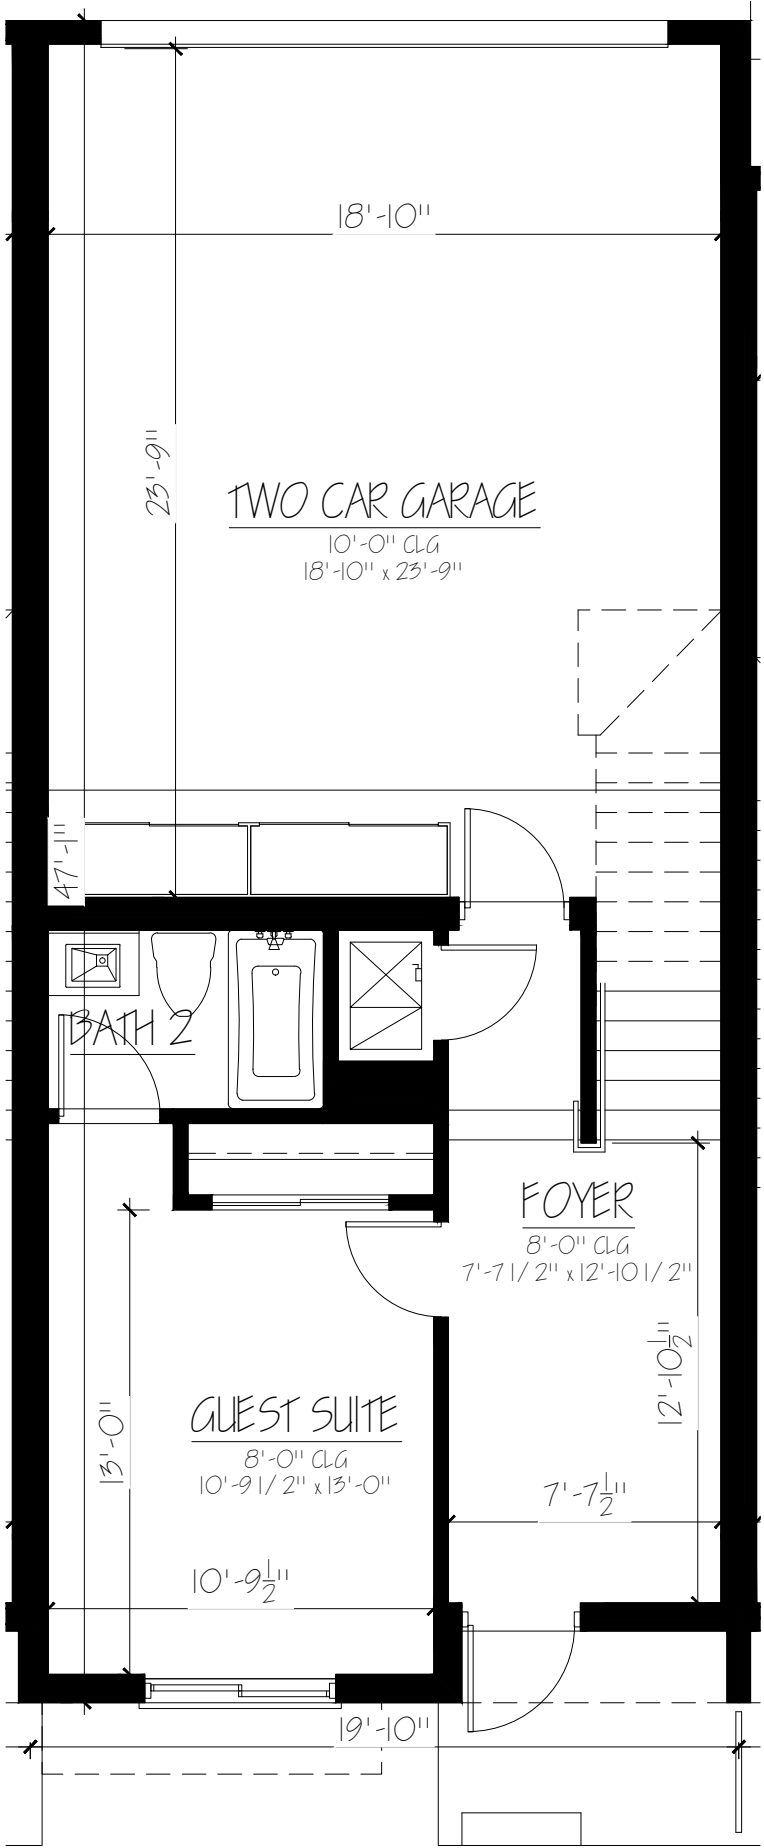 18'-10"
23'-9"
TWO CAR GARAGE
10'-0" CLG
18'-10" x 23'-9"
47'-1"
BATH 2
FOYER
8'-0" CLG
7'-7 1/2" x 12'-10 1/2"
12'-10 1/2"
13'-0"
GUEST SUITE
8'-0" CLG
10'-9 1/2" x 13'-0"
7'-7 1/2"
10'-9 1/2"
19'-10"